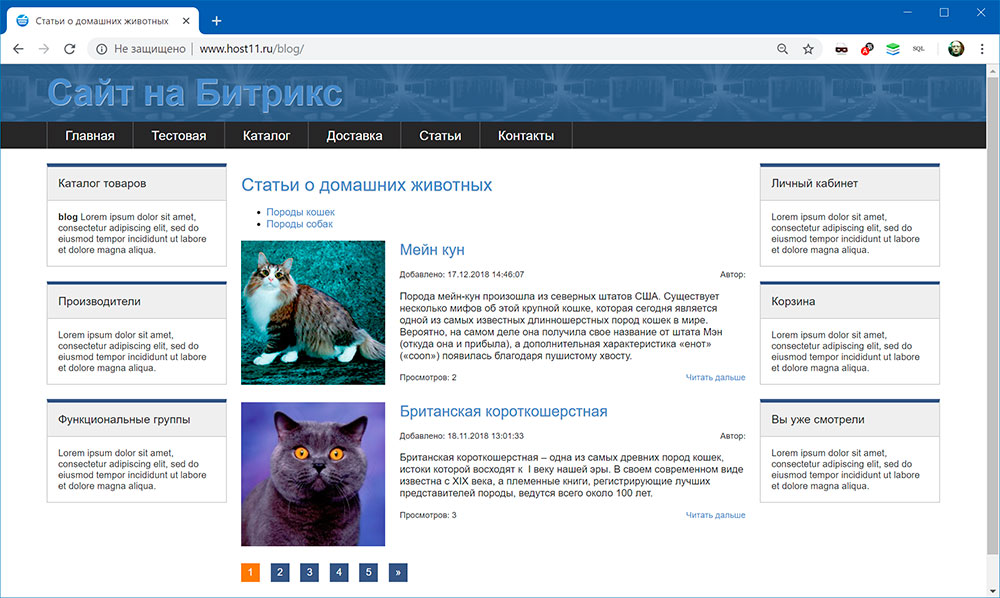 Статьи о домашних животных
Не защищено
www.host11.ru/blog/
SQL
Сайт на Битрикс
Главная
Тестовая
Каталог
Доставка
Статьи
Контакты
Каталог товаров
blog Lorem ipsum dolor sit amet,
consectetur adipiscing elit, sed do
eiusmod tempor incididunt ut labore
et dolore magna aliqua.
Производители
Lorem ipsum dolor sit amet,
consectetur adipiscing elit, sed do
eiusmod tempor incididunt ut labore
et dolore magna aliqua.
Функциональные группы
Lorem ipsum dolor sit amet,
consectetur adipiscing elit, sed do
eiusmod tempor incididunt ut labore
et dolore magna aliqua.
Статьи о домашних животных
Породы кошек
Породы собак
Мейн кун
Добавлено: 17.12.2018 14:46:07
Автор:
Порода мейн-кун произошла из северных штатов США. Существует
несколько мифов об этой крупной кошке, которая сегодня является
одной из самых известных длинношерстных пород кошек в мире.
Вероятно, на самом деле она получила свое название от штата Мэн
(откуда она и прибыла), а дополнительная характеристика «енот»
(«cooп») появилась благодаря пушистому хвосту.
Просмотров: 2
Читать дальше
Британская короткошерстная
Добавлено: 18.11.2018 13:01:33
Автор:
Британская короткошерстная – одна из самых древних пород кошек,
истоки которой восходят к I веку нашей эры. В своем современном виде
известна с XIX века, а племенные книги, регистрирующие лучших
представителей породы, ведутся всего около 100 лет.
Просмотров: 3
Читать дальше
1 2 3 4 5 »
Личный кабинет
Lorem ipsum dolor sit amet,
consectetur adipiscing elit, sed do
eiusmod tempor incididunt ut labore
et dolore magna aliqua.
Корзина
Lorem ipsum dolor sit amet,
consectetur adipiscing elit, sed do
eiusmod tempor incididunt ut labore
et dolore magna aliqua.
Вы уже смотрели
Lorem ipsum dolor sit amet,
consectetur adipiscing elit, sed do
eiusmod tempor incididunt ut labore
et dolore magna aliqua.